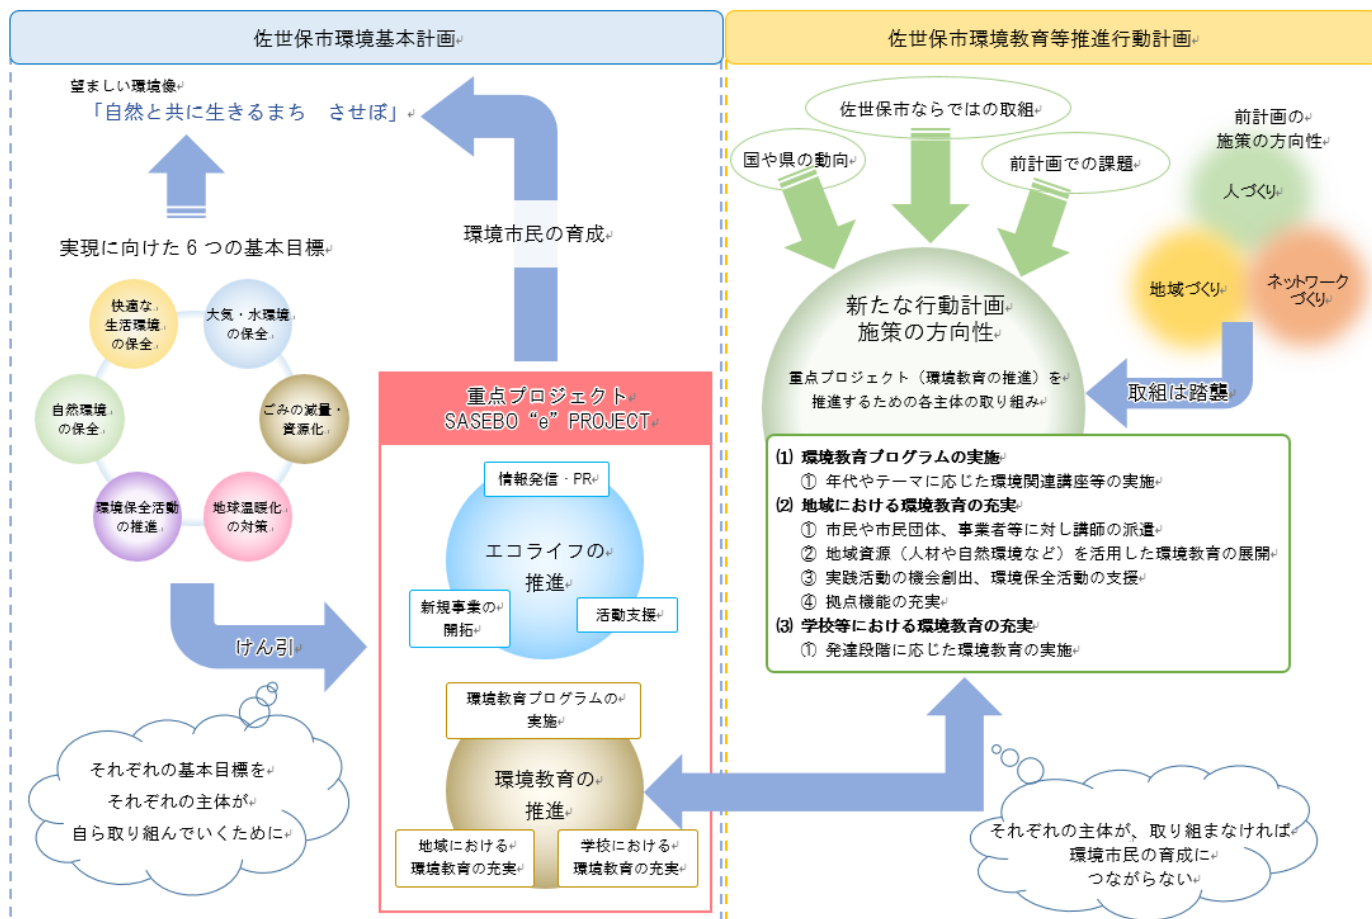 佐世保市環境基本計画
望ましい環境像
「自然と共に生きるまち　させぼ」
実現に向けた６つの基本目標
快適な
生活環境
の保全
大気・水環境
の保全
自然環境
の保全
ごみの減量・
資源化
環境保全活動
の推進
地球温暖化
の対策
けん引
それぞれの基本目標を
それぞれの主体が
自ら取り組んでいくために
環境市民の育成
重点プロジェクト
SASEBO “e” PROJECT
情報発信・PR
エコライフの
推進
新規事業の
開拓
活動支援
環境教育プログラムの
実施
環境教育の
推進
地域における
環境教育の充実
学校における
環境教育の充実
佐世保市環境教育等推進行動計画
佐世保市ならではの取組
国や県の動向
前計画での課題
前計画の
施策の方向性
人づくり
地域づくり
ネットワーク
づくり
取組は踏襲
新たな行動計画
施策の方向性
重点プロジェクト（環境教育の推進）を
推進するための各主体の取り組み
⑴ 環境教育プログラムの実施
① 年代やテーマに応じた環境関連講座等の実施
⑵ 地域における環境教育の充実
① 市民や市民団体、事業者等に対し講師の派遣
② 地域資源（人材や自然環境など）を活用した環境教育の展開
③ 実践活動の機会創出、環境保全活動の支援
④ 拠点機能の充実
⑶ 学校等における環境教育の充実
① 発達段階に応じた環境教育の実施
それぞれの主体が、取り組まなければ
環境市民の育成に
つながらない